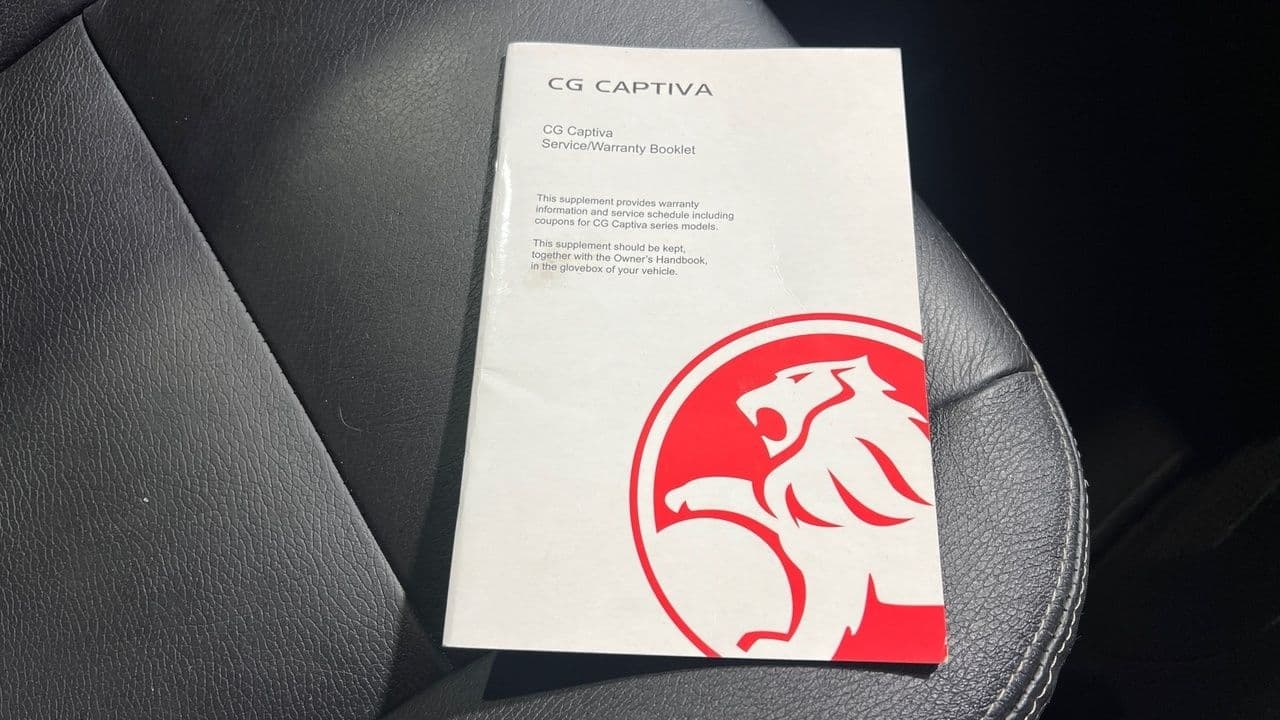 CG CAPTIVA
CG Captiva
Service/Warranty Booklet
This supplement provides warranty
information and service schedule including
coupons for CG Captiva series models.
This supplement should be kept,
together with the Owner's Handbook,
in the glovebox of your vehicle.